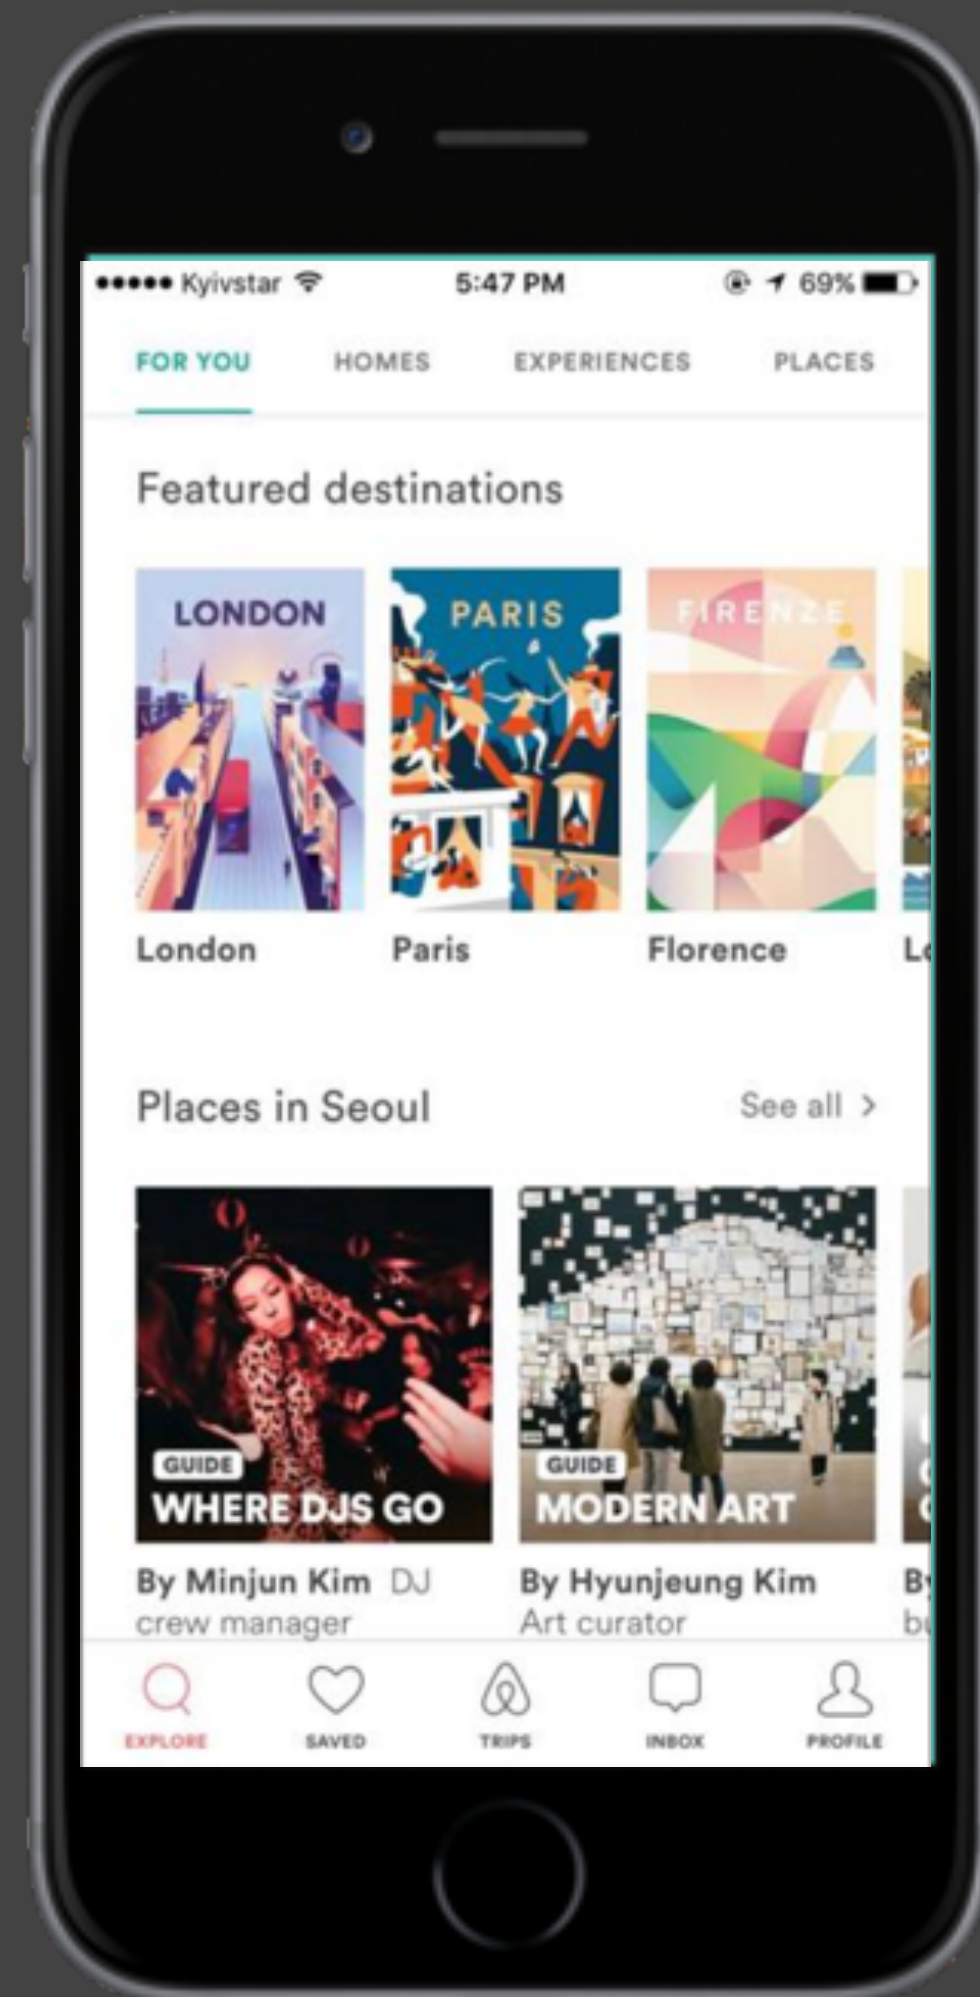 ●●●●● Kyivstar 5:47 PM 69%
FOR YOU HOMES EXPERIENCES PLACES
Featured destinations
LONDON PARIS FIRENZE
London Paris Florence
Places in Seoul See all >
GUIDE GUIDE
WHERE DJS GO MODERN ART
By Minjun Kim DJ By Hyunjeung Kim By
crew manager Art curator
EXPLORE SAVED TRIPS INBOX PROFILE